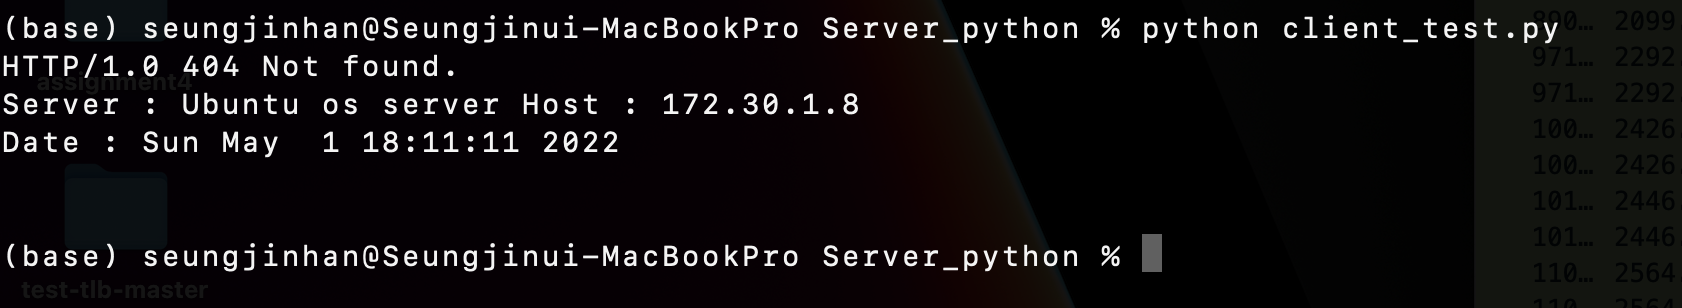 (base) seungjinhan@Seungjinui-MacBookPro Server_python % python client_test.py
HTTP/1.0 404 Not found.
assignment4
Server : Ubuntu os server Host : 172.30.1.8
Date : Sun May  1 18:11:11 2022
(base) seungjinhan@Seungjinui-MacBookPro Server_python %
test-tlb-master
890... 2099
971... 2292
971... 2292
100... 2426
100... 2426
101... 2446
101... 2446
110... 2564